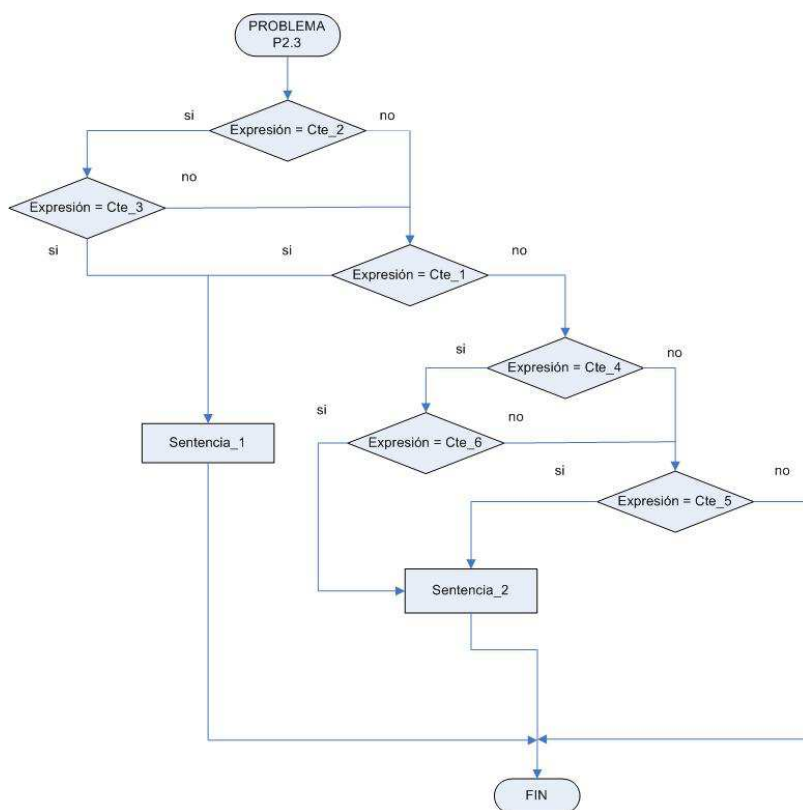 PROBLEMA
P2.3
si
no
Expresión = Cte_2
no
Expresión = Cte_3
si
si
no
Expresión = Cte_1
si
no
Expresión = Cte_4
si
no
Expresión = Cte_6
Sentencia_1
si
no
Expresión = Cte_5
Sentencia_2
FIN